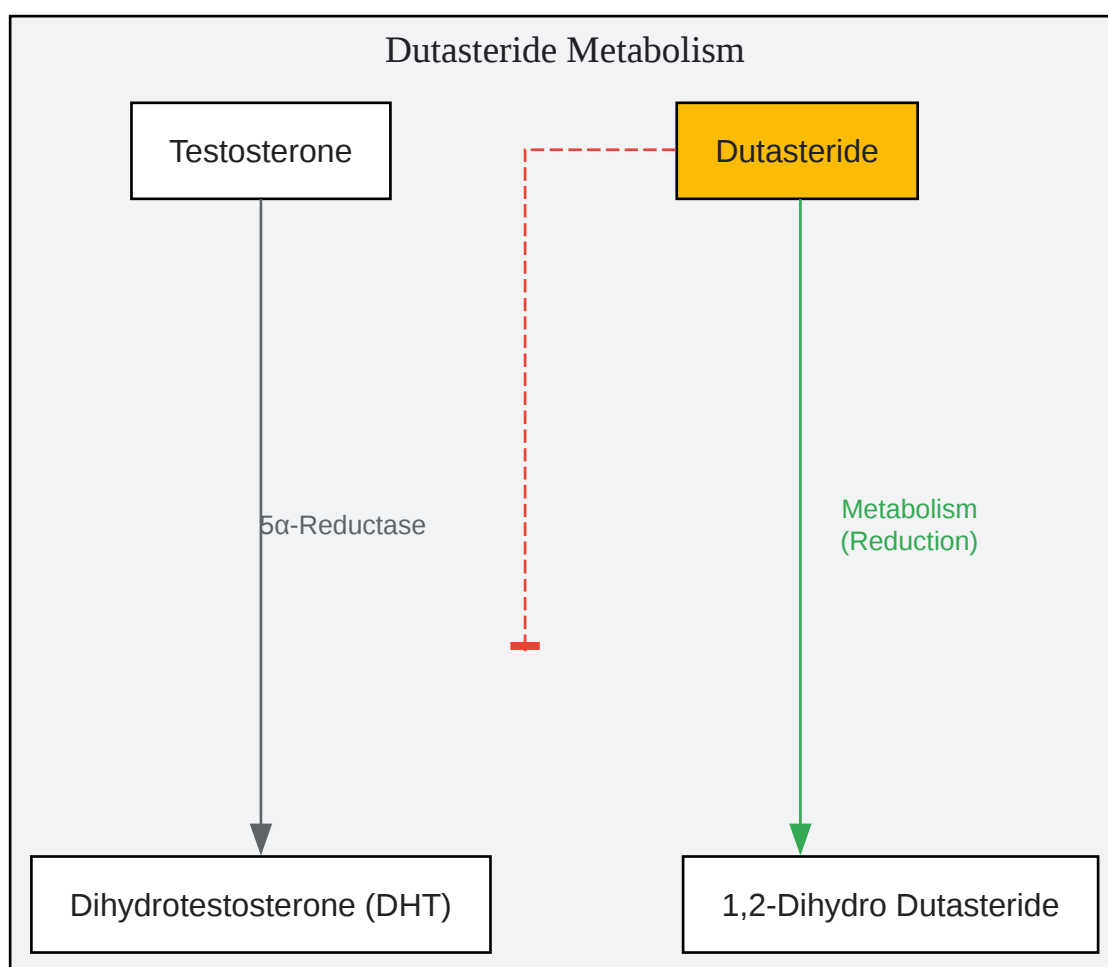 Dutasteride Metabolism
Testosterone
Dutasteride
5α-Reductase
Metabolism
(Reduction)
Dihydrotestosterone (DHT)
1,2-Dihydro Dutasteride